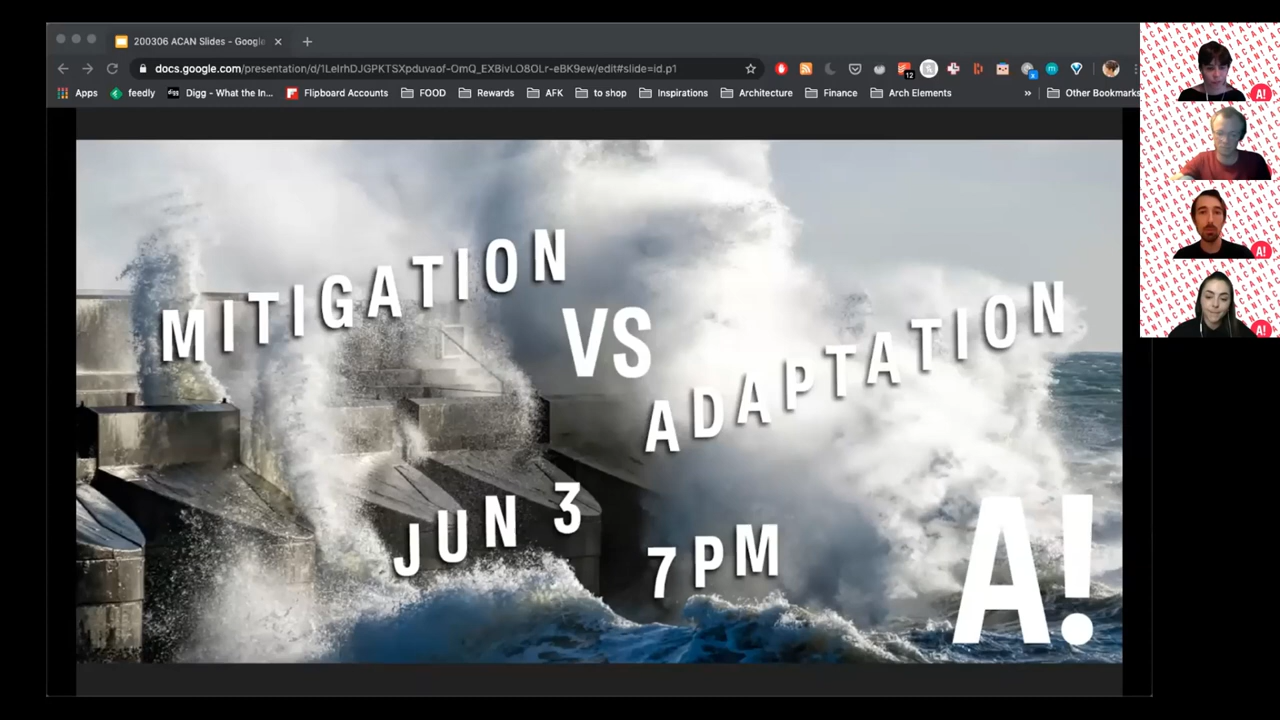 200306 ACAN Slides - Google
docs.google.com/presentation/d/1LeIrhDJGPKTSXpduvaof-OmQ_EXBivLO8OLr-eBK9ew/edit#slide=id.p1
12
Apps feedly Digg - What the In... Flipboard Accounts FOOD Rewards AFK to shop Inspirations Architecture Finance Arch Elements » Other Bookmarks
MITIGATION
VS
ADAPTATION
JUN 3
7PM
A!
A!
A!
A!